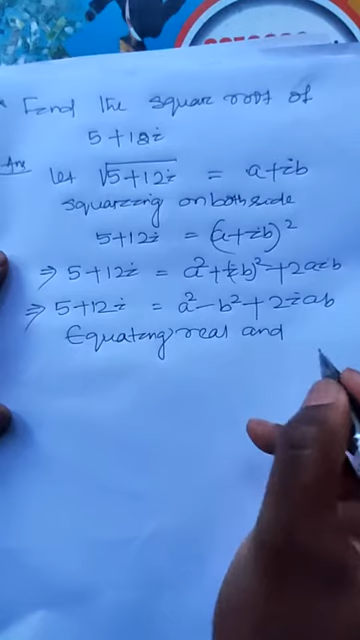 Find the square root of
5+12i
Ans let √5+12i = a+ib
squarring on both side
5+12i = (a+ib)²
⇒ 5+12i = a²+(ib)²+2aib
⇒ 5+12i = a²-b²+2iab
Equating real and